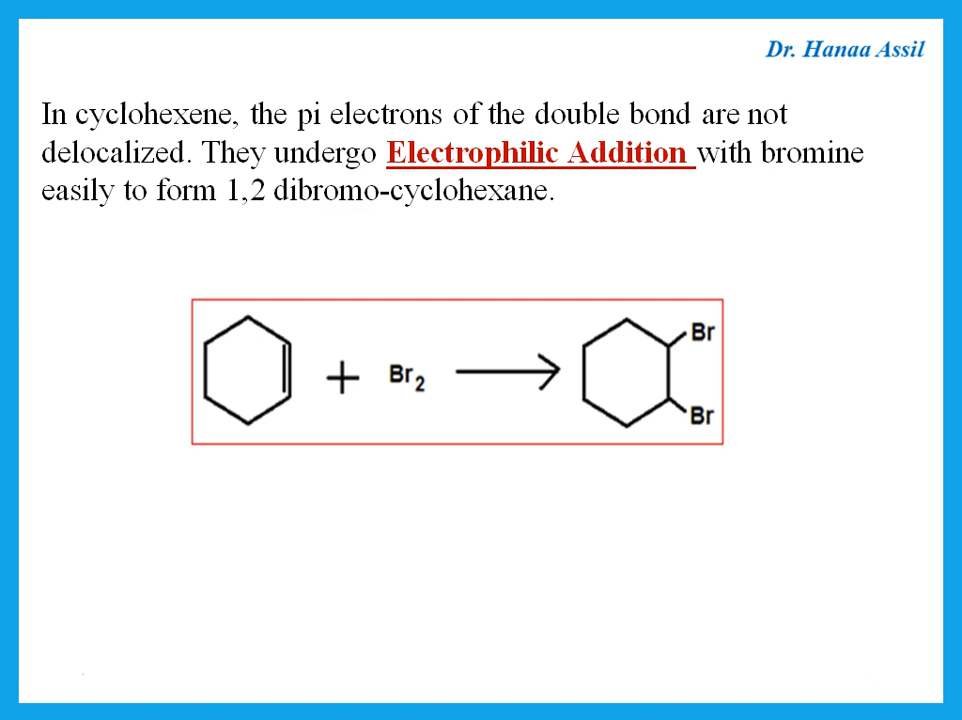 Dr. Hanaa Assil
In cyclohexene, the pi electrons of the double bond are not
delocalized. They undergo Electrophilic Addition with bromine
easily to form 1,2 dibromo-cyclohexane.
Br
+ Br₂
Br